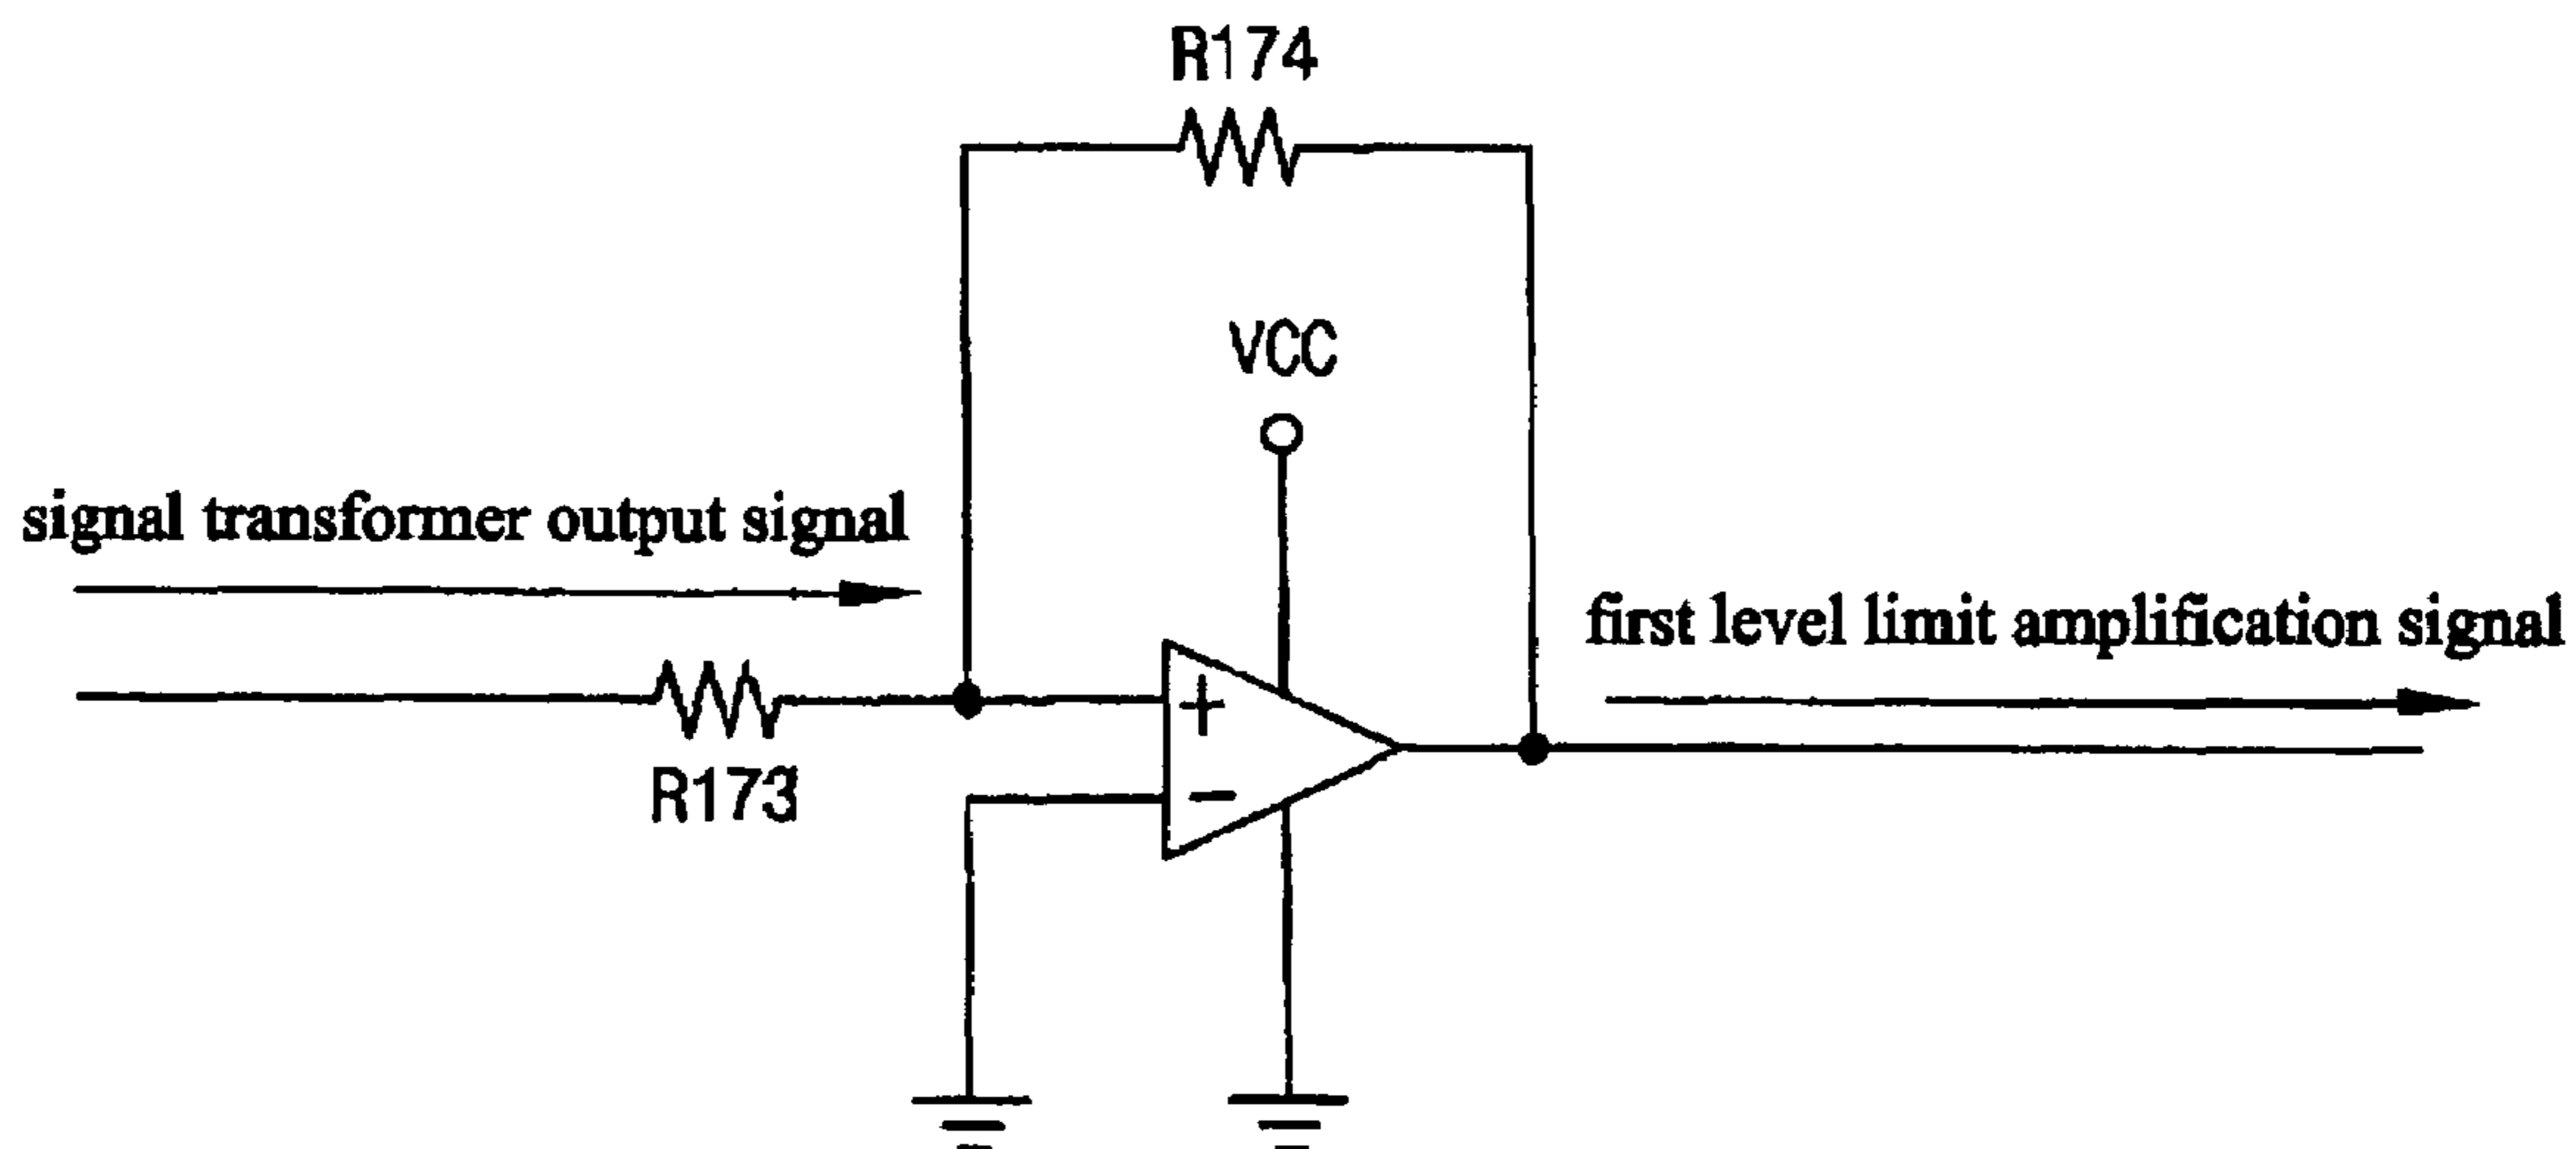 R174
VCC
signal transformer output signal
first level limit amplification signal
+
R173
−